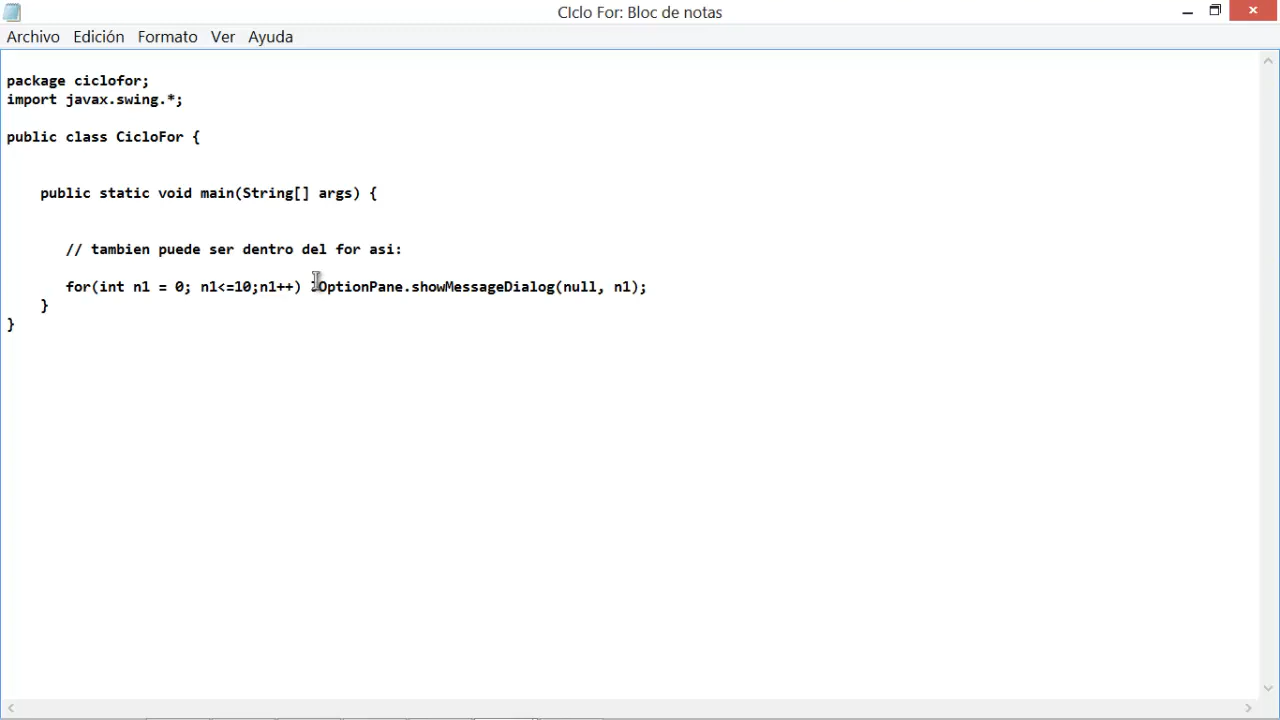 CIclo For: Bloc de notas
Archivo Edición Formato Ver Ayuda
package ciclofor;
import javax.swing.*;
public class CicloFor {
public static void main(String[] args) {
// tambien puede ser dentro del for asi:
for(int n1 = 0; n1<=10;n1++) JOptionPane.showMessageDialog(null, n1);
}
}